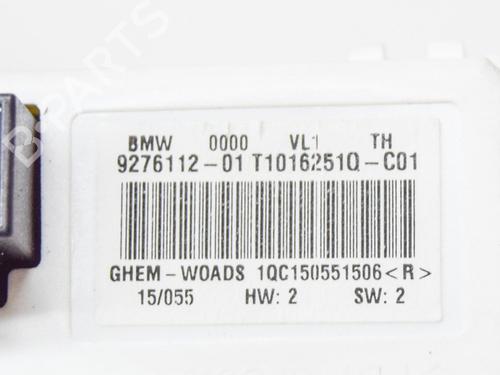 B-PARTS
BMW 0000 VL1 TH
9276112-01 T1016251Q-C01
GHEM-WOADS 1QC150551506<R>
15/055 HW: 2 SW: 2